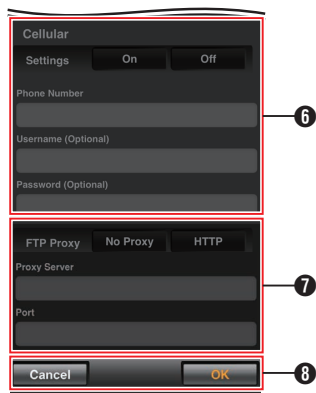 Cellular
Settings On Off
Phone Number
Username (Optional)
Password (Optional)
6
FTP Proxy No Proxy HTTP
Proxy Server
Port
7
Cancel OK
8